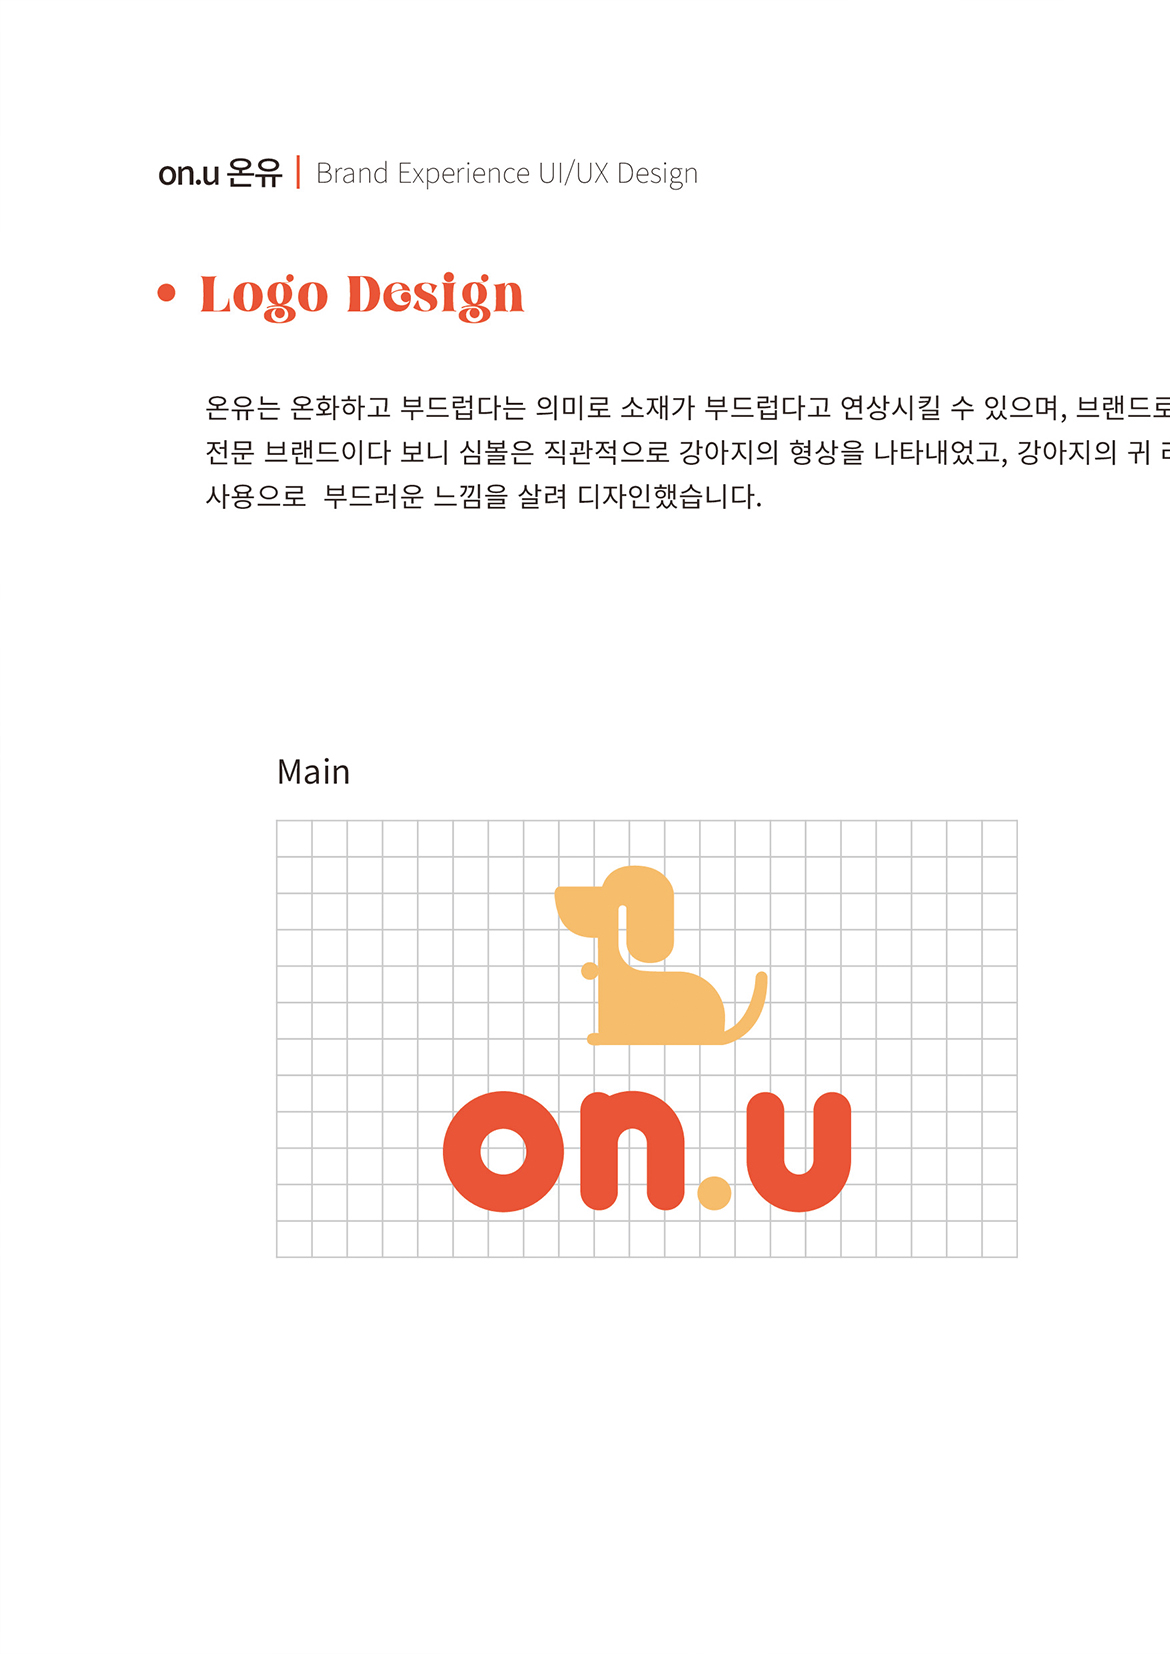 on.u 온유 | Brand Experience UI/UX Design
• Logo Design
온유는 온화하고 부드럽다는 의미로 소재가 부드럽다고 연상시킬 수 있으며, 브랜드로
전문 브랜드이다 보니 심볼은 직관적으로 강아지의 형상을 나타내었고, 강아지의 귀
사용으로 부드러운 느낌을 살려 디자인했습니다.
Main
on.u